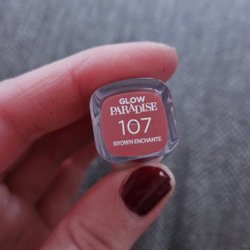 GLOW
PARADISE
107
BROWN ENCHANTE